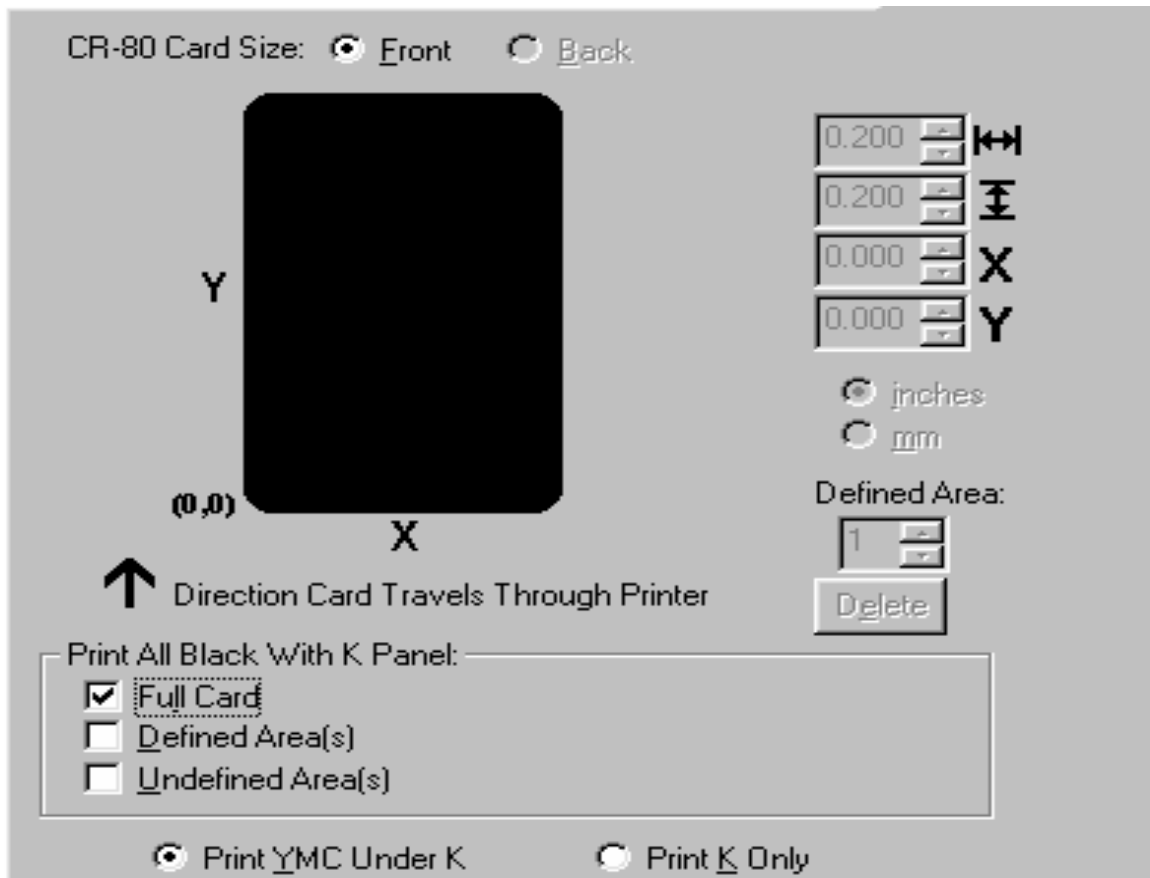 CR-80 Card Size: Front Back
0.200
0.200
Y
0.000 X
0.000 Y
inches
mm
Defined Area:
(0,0)
X
1
Direction Card Travels Through Printer
Delete
Print All Black With K Panel:
Full Card
Defined Area(s)
Undefined Area(s)
Print YMC Under K Print K Only